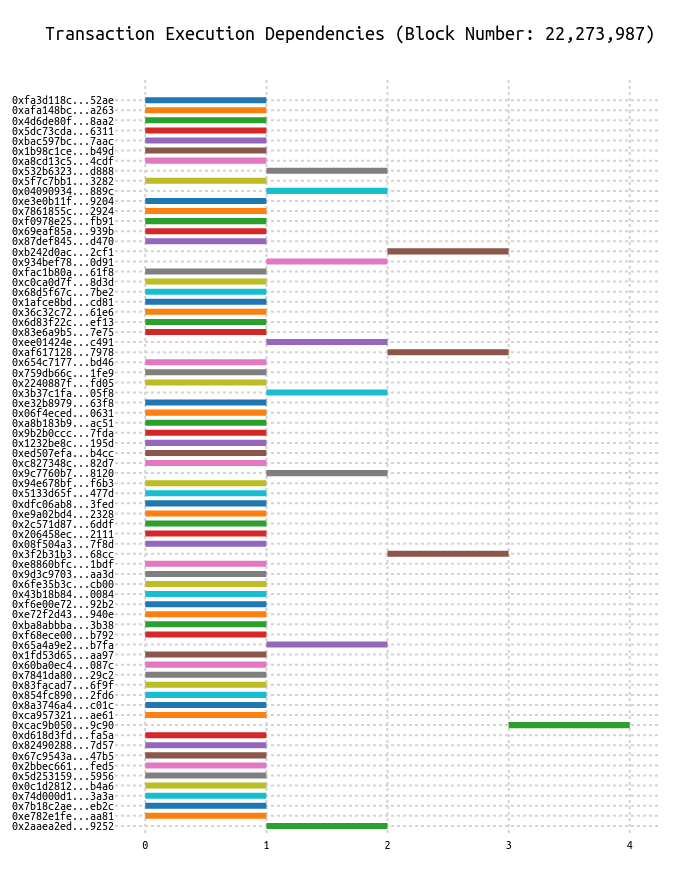 Transaction Execution Dependencies (Block Number: 22,273,987)
0xfa3d118c...52ae
0xafa148bc...a263
0x4d6de80f...8aa2
0x5dc73cda...6311
0xbac597bc...7aac
0x1b98c1ce...b49d
0xa8cd13c5...4cdf
0x532b6323...d888
0x5f7c7bb1...3282
0x04090934...889c
0xe3e0b11f...9204
0x7861855c...2924
0xf0978e25...fb91
0x69eaf85a...939b
0x87def845...d470
0xb242d0ac...2cf1
0x934bef78...0d91
0xfac1b80a...61f8
0xc0ca0d7f...8d3d
0x68d5f67c...7be2
0x1afce8bd...cd81
0x36c32c72...61e6
0x6d83f22c...ef13
0x83e6a9b5...7e75
0xee01424e...c491
0xaf617128...7978
0x654c7177...bd46
0x759db66c...1fe9
0x2240887f...fd05
0x3b37c1fa...05f8
0xe32b8979...63f8
0x06f4eced...0631
0xa8b183b9...ac51
0x9b2b0ccc...7fda
0x1232be8c...195d
0xed507efa...b4cc
0xc827348c...82d7
0x9c7760b7...8120
0x94e678bf...f6b3
0x5133d65f...477d
0xdfc06ab8...3fed
0xe9a02bd4...2328
0x2c571d87...6ddf
0x206458ec...2111
0x08f504a3...7f8d
0x3f2b31b3...68cc
0xe8860bfc...1bdf
0x9d3c9703...aa3d
0x6fe35b3c...cb00
0x43b18b84...0084
0xf6e00e72...92b2
0xe72f2d43...940e
0xba8abbba...3b38
0xf68ece00...b792
0x65a4a9e2...b7fa
0x1fd53d65...aa97
0x60ba0ec4...087c
0x7841da80...29c2
0x83facad7...6f9f
0x854fc890...2fd6
0x8a3746a4...c01c
0xca957321...ae61
0xcac9b050...9c90
0xd618d3fd...fa5a
0x82490288...7d57
0x67c9543a...47b5
0x2bbec661...fed5
0x5d253159...5956
0x0c1d2812...b4a6
0x74d000d1...3a3a
0x7b18c2ae...eb2c
0xe782e1fe...aa81
0x2aaea2ed...9252
0 1 2 3 4